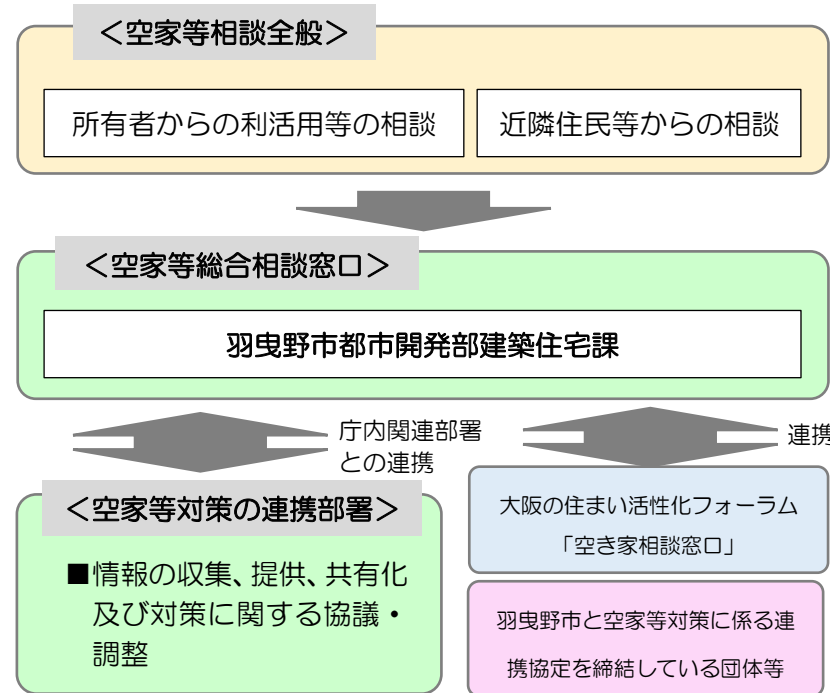 ＜空家等相談全般＞
所有者からの利活用等の相談
近隣住民等からの相談
＜空家等総合相談窓口＞
羽曳野市都市開発部建築住宅課
庁内関連部署
との連携
連携
＜空家等対策の連携部署＞
■情報の収集、提供、共有化
及び対策に関する協議・
調整
大阪の住まい活性化フォーラム
「空き家相談窓口」
羽曳野市と空家等対策に係る連
携協定を締結している団体等